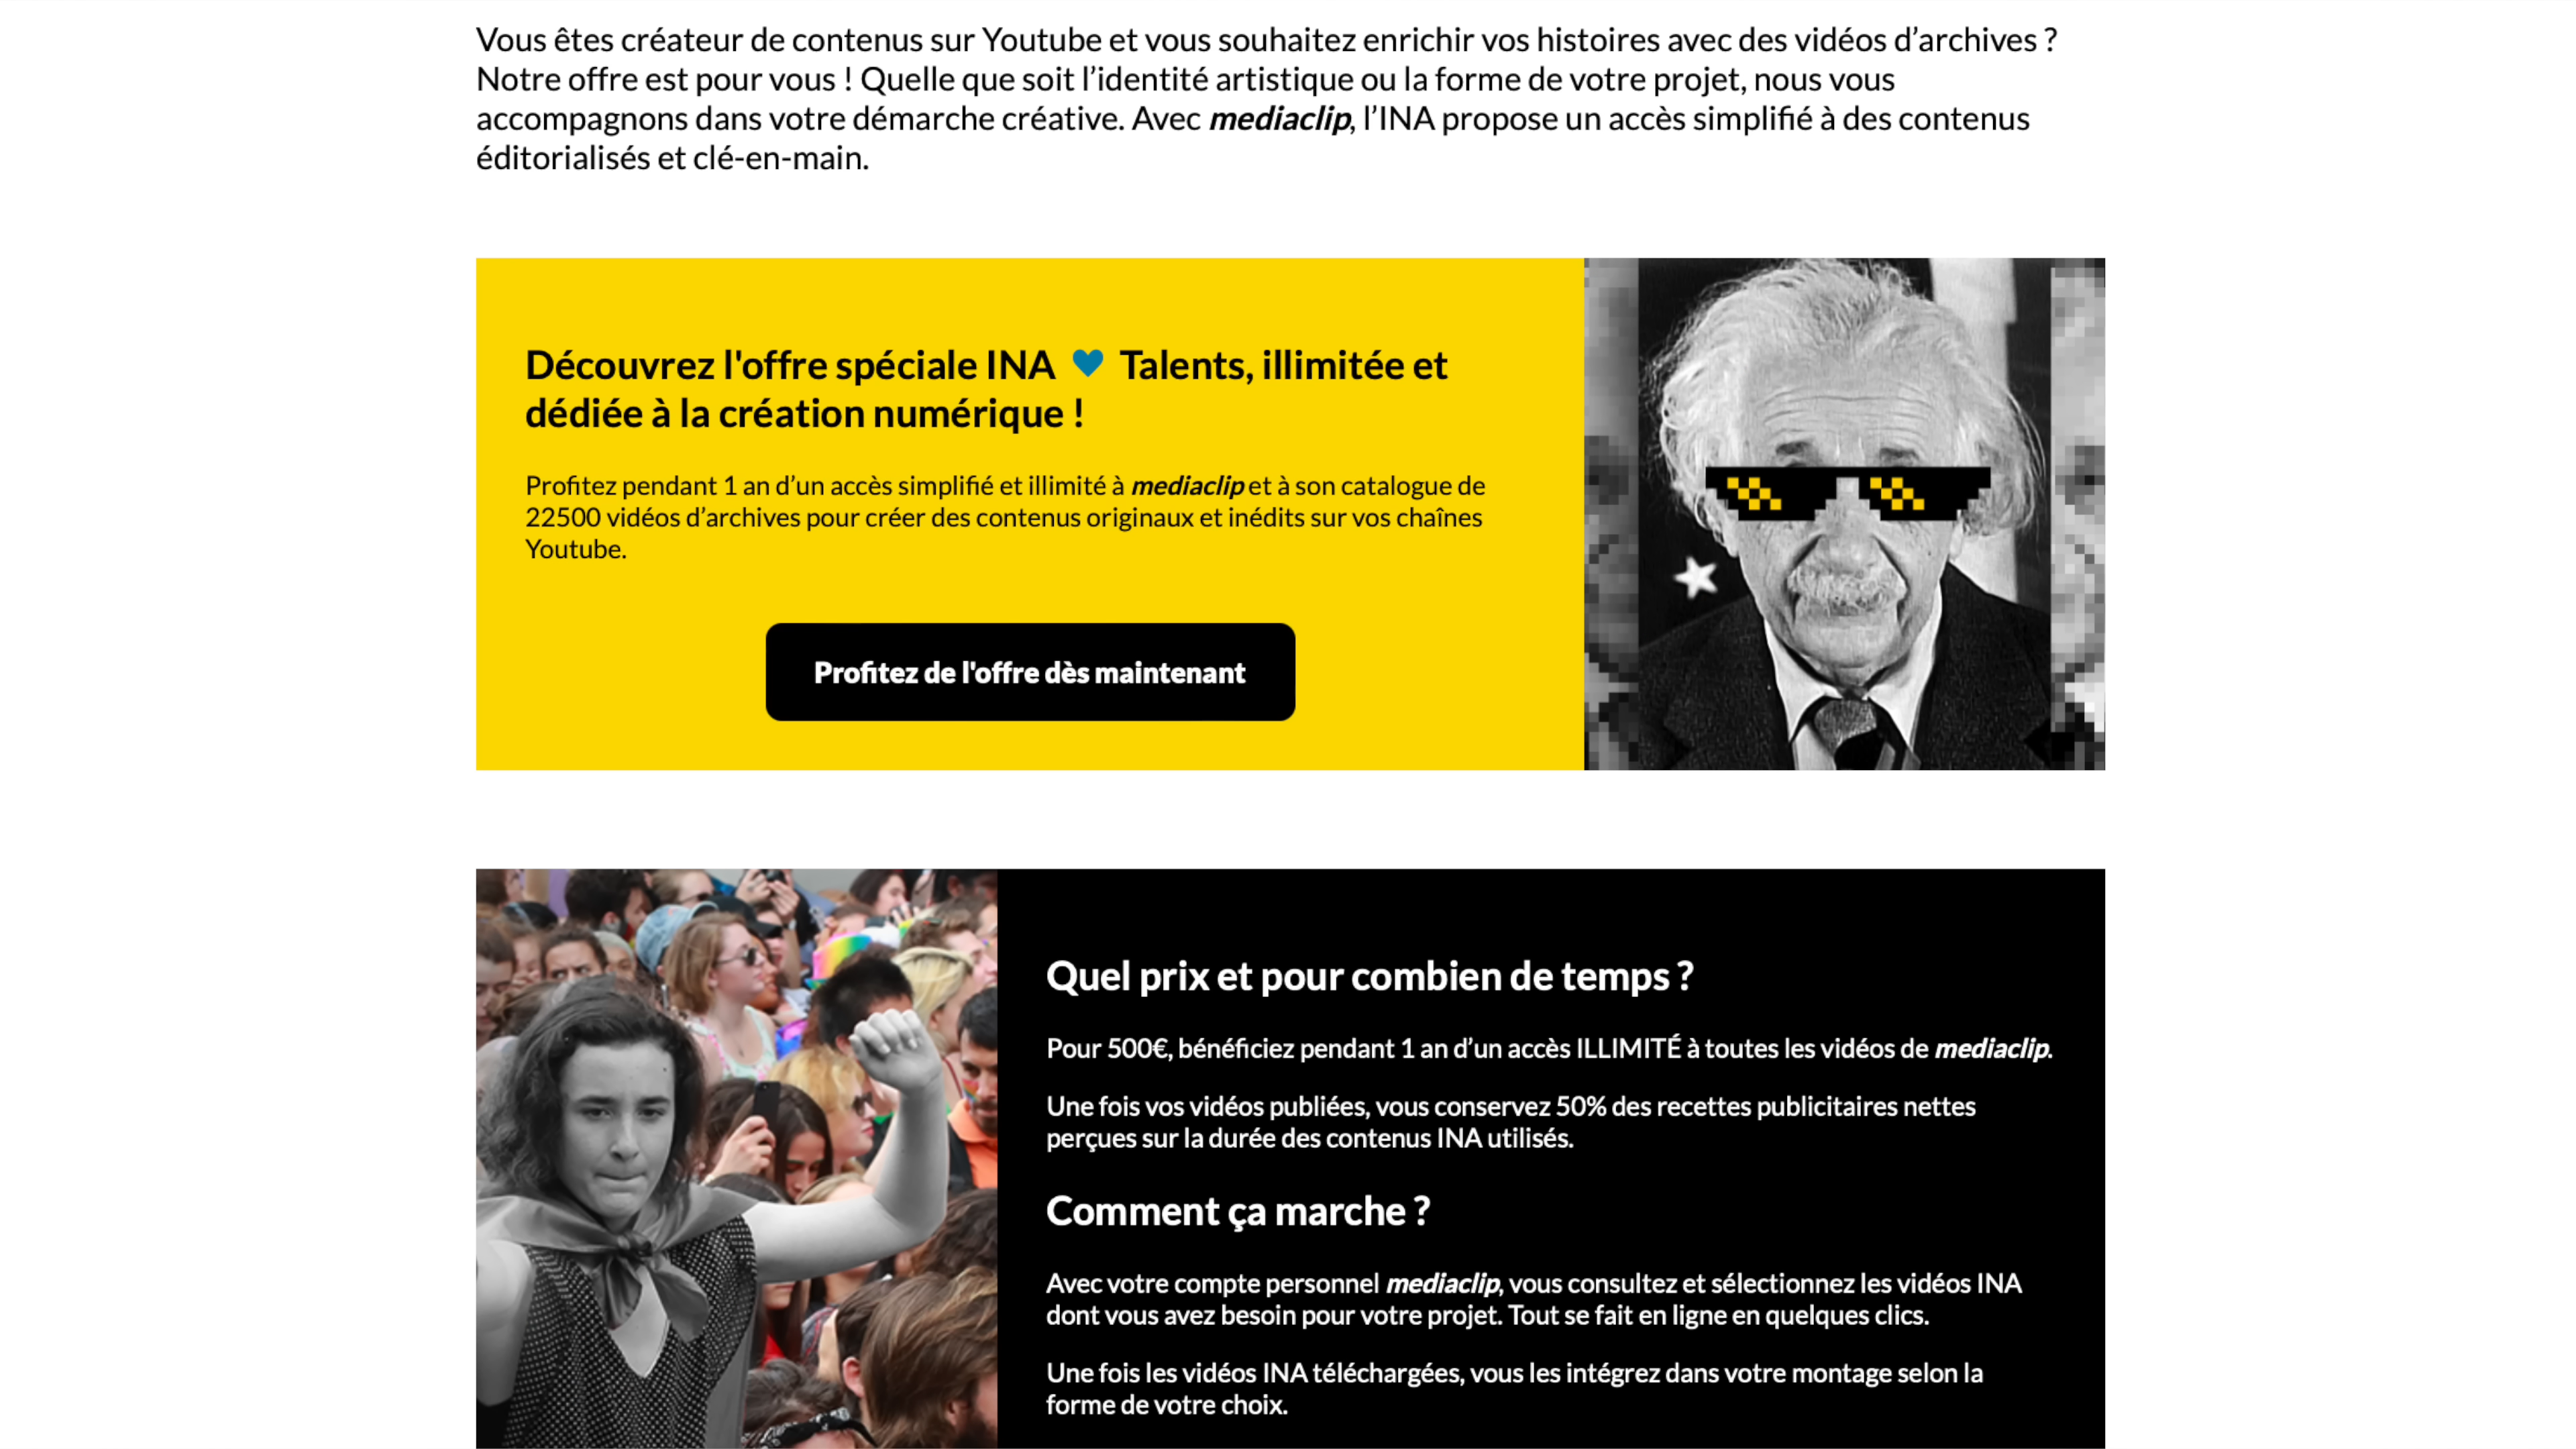 Vous êtes créateur de contenus sur Youtube et vous souhaitez enrichir vos histoires avec des vidéos d’archives ?
Notre offre est pour vous ! Quelle que soit l’identité artistique ou la forme de votre projet, nous vous
accompagnons dans votre démarche créative. Avec mediaclip, l’INA propose un accès simplifié à des contenus
éditorialisés et clé-en-main.
Découvrez l'offre spéciale INA 💙 Talents, illimitée et
dédiée à la création numérique !
Profitez pendant 1 an d’un accès simplifié et illimité à mediaclip et à son catalogue de
22500 vidéos d’archives pour créer des contenus originaux et inédits sur vos chaînes
Youtube.
Profitez de l'offre dès maintenant
Quel prix et pour combien de temps ?
Pour 500€, bénéficiez pendant 1 an d’un accès ILLIMITÉ à toutes les vidéos de mediaclip.
Une fois vos vidéos publiées, vous conservez 50% des recettes publicitaires nettes
perçues sur la durée des contenus INA utilisés.
Comment ça marche ?
Avec votre compte personnel mediaclip, vous consultez et sélectionnez les vidéos INA
dont vous avez besoin pour votre projet. Tout se fait en ligne en quelques clics.
Une fois les vidéos INA téléchargées, vous les intégrez dans votre montage selon la
forme de votre choix.